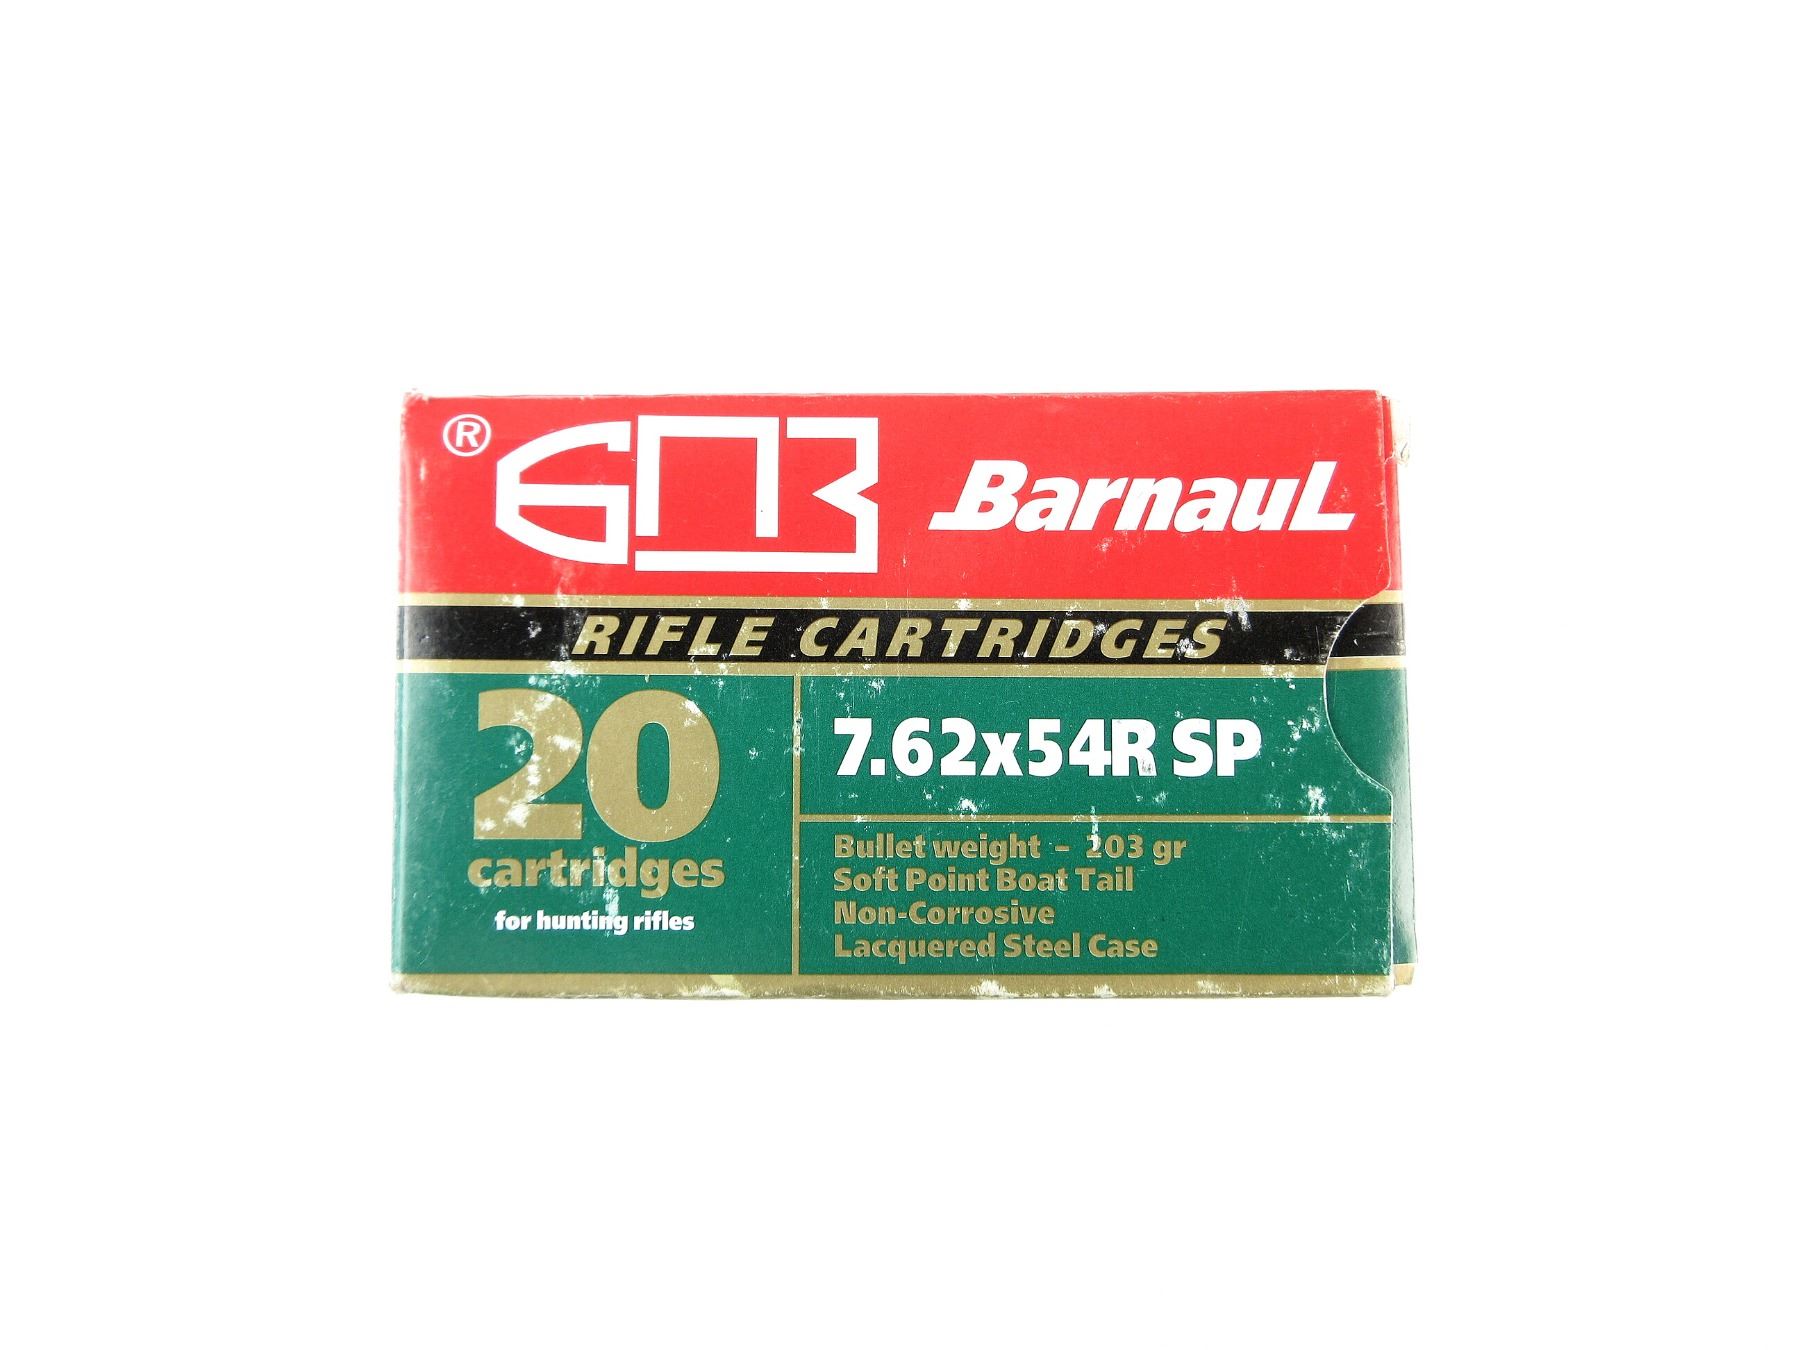 ® БПЗ BarnauL
RIFLE CARTRIDGES
20
cartridges
for hunting rifles
7.62x54R SP
Bullet weight - 203 gr
Soft Point Boat Tail
Non-Corrosive
Lacquered Steel Case